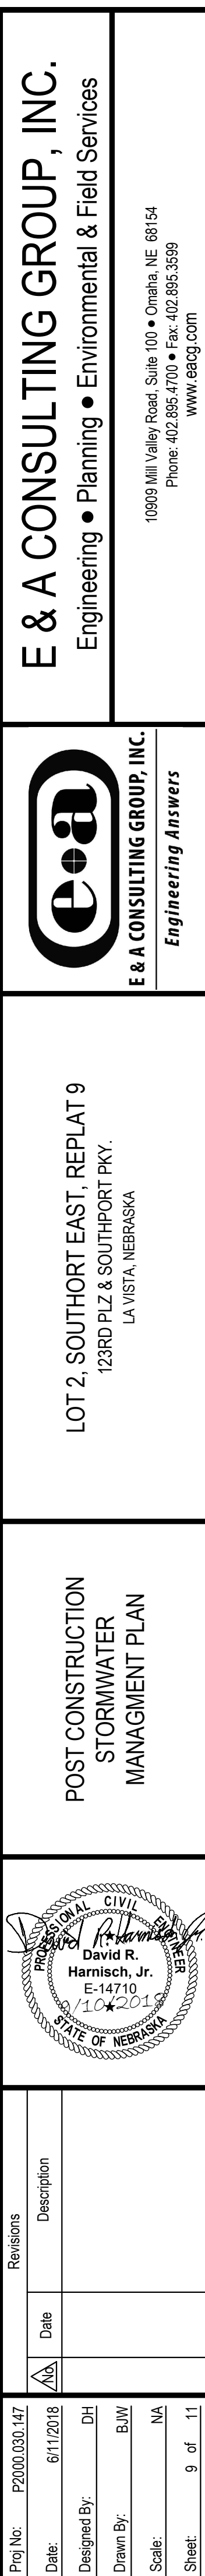 E & A CONSULTING GROUP, INC.
Engineering ● Planning ● Environmental & Field Services
10909 Mill Valley Road, Suite 100 ● Omaha, NE 68154
Phone: 402.895.4700 ● Fax: 402.895.3599
www.eacg.com
e+a
E & A CONSULTING GROUP, INC.
Engineering Answers
LOT 2, SOUTHORT EAST, REPLAT 9
123RD PLZ & SOUTHPORT PKY.
LA VISTA, NEBRASKA
POST CONSTRUCTION
STORMWATER
MANAGMENT PLAN
PROFESSIONAL CIVIL ENGINEER
David R. Harnisch Jr.
David R.
Harnisch, Jr.
E-14710
STATE OF NEBRASKA
Revisions
No. Date Description
Proj No: P2000.030.147
Date: 6/11/2018
Designed By: DH
Drawn By: BJW
Scale: NA
Sheet: 9 of 11